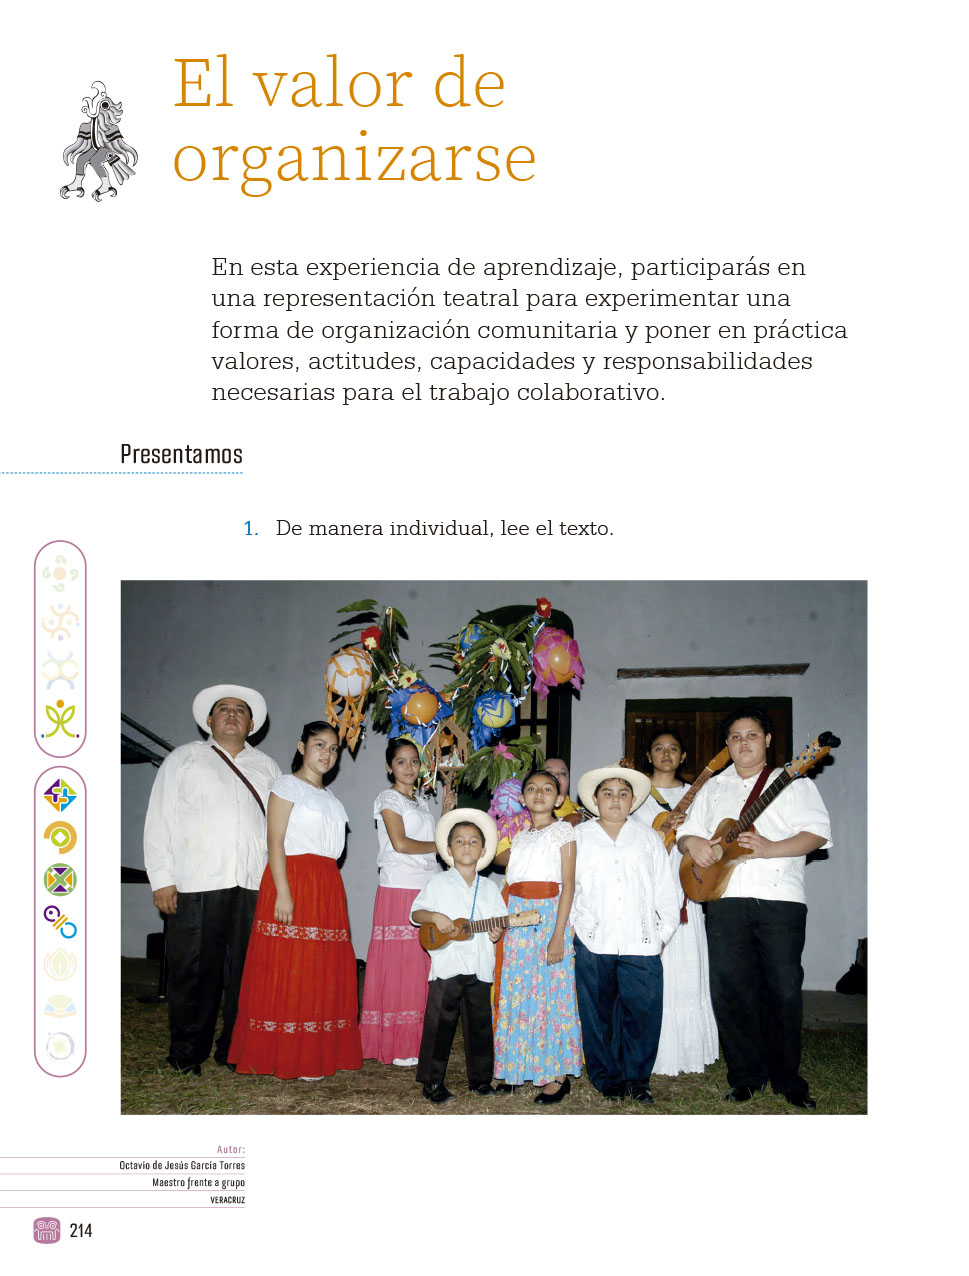 El valor de
organizarse
En esta experiencia de aprendizaje, participarás en
una representación teatral para experimentar una
forma de organización comunitaria y poner en práctica
valores, actitudes, capacidades y responsabilidades
necesarias para el trabajo colaborativo.
Presentamos
1. De manera individual, lee el texto.
Autor:
Octavio de Jesús García Torres
Maestro frente a grupo
VERACRUZ
214